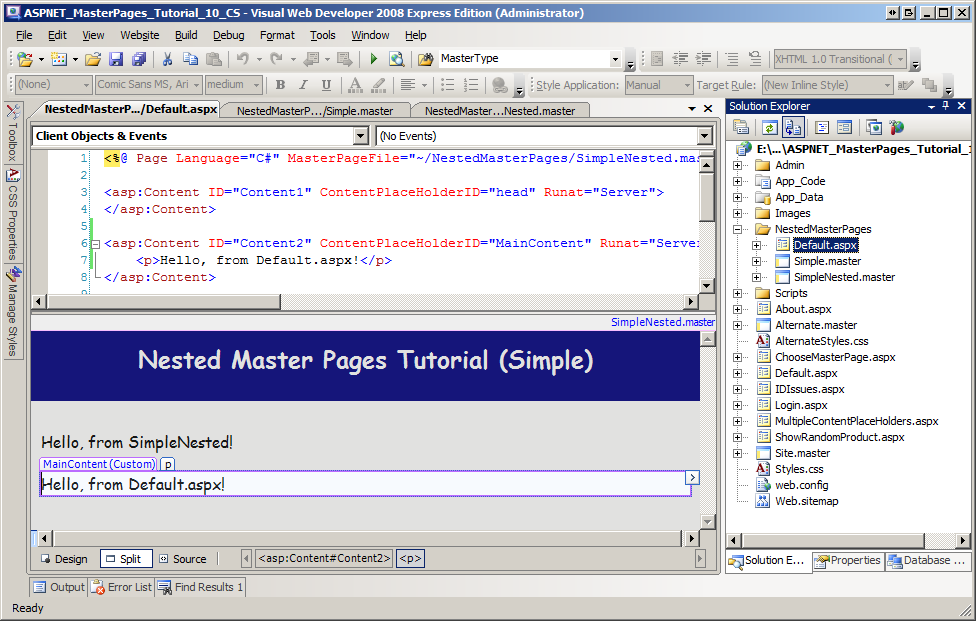 ASPNET_MasterPages_Tutorial_10_CS - Visual Web Developer 2008 Express Edition (Administrator)
File Edit View Website Build Debug Format Tools Window Help
MasterType
XHTML 1.0 Transitional (
(None) Comic Sans MS, Ari medium B I U A Style Application: Manual Target Rule: (New Inline Style)
Toolbox
CSS Properties
Manage Styles
NestedMasterP.../Default.aspx NestedMasterP.../Simple.master NestedMaster...Nested.master
Client Objects & Events (No Events)
1 <%@ Page Language="C#" MasterPageFile="~/NestedMasterPages/SimpleNested.mas
2
3 <asp:Content ID="Content1" ContentPlaceHolderID="head" Runat="Server">
4 </asp:Content>
5
6 <asp:Content ID="Content2" ContentPlaceHolderID="MainContent" Runat="Server
7 <p>Hello, from Default.aspx!</p>
8 </asp:Content>
SimpleNested.master
Nested Master Pages Tutorial (Simple)
Hello, from SimpleNested!
MainContent (Custom) p
Hello, from Default.aspx!
Design Split Source <asp:Content#Content2> <p>
Solution Explorer
E:\...\ASPNET_MasterPages_Tutorial_1
Admin
App_Code
App_Data
Images
NestedMasterPages
Default.aspx
Simple.master
SimpleNested.master
Scripts
About.aspx
Alternate.master
AlternateStyles.css
ChooseMasterPage.aspx
Default.aspx
IDIssues.aspx
Login.aspx
MultipleContentPlaceHolders.aspx
ShowRandomProduct.aspx
Site.master
Styles.css
web.config
Web.sitemap
Solution E... Properties Database ...
Output Error List Find Results 1
Ready